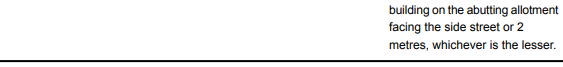 building on the abutting allotment
facing the side street or 2
metres, whichever is the lesser.